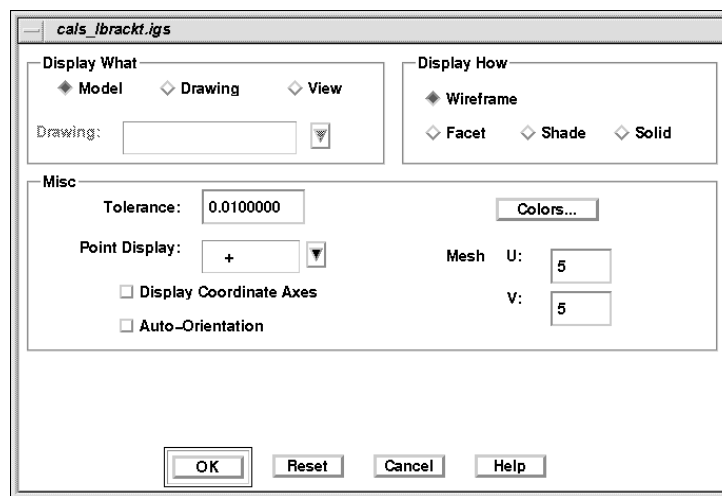 cals_lbrackt.igs
Display What
Model Drawing View
Drawing:
Display How
Wireframe
Facet Shade Solid
Misc
Tolerance: 0.0100000
Colors...
Point Display: +
Mesh U: 5
V: 5
Display Coordinate Axes
Auto-Orientation
OK Reset Cancel Help